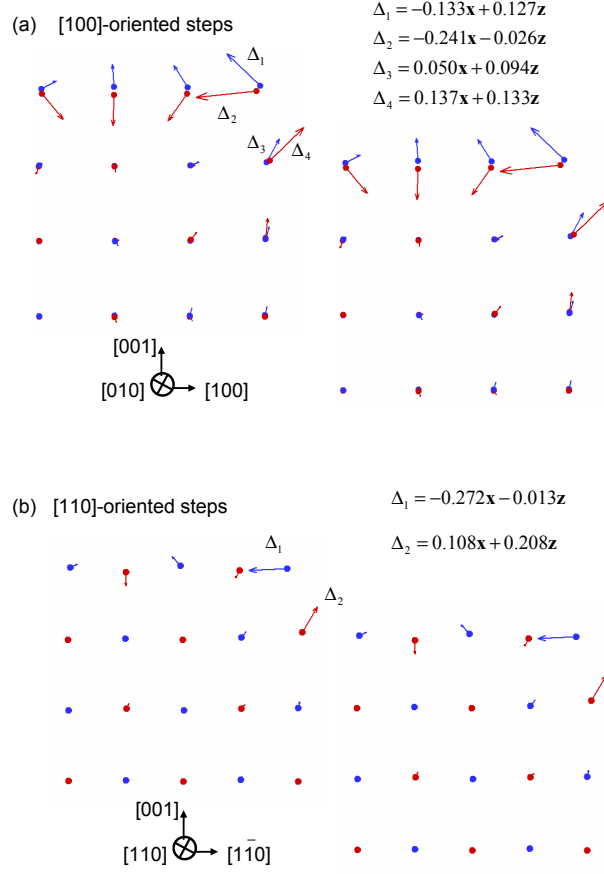 (a) [100]-oriented steps
Δ₁ = −0.133x + 0.127z
Δ₂ = −0.241x − 0.026z
Δ₃ = 0.050x + 0.094z
Δ₄ = 0.137x + 0.133z
Δ₁
Δ₂
Δ₃
Δ₄
[001]
[010]
[100]
(b) [110]-oriented steps
Δ₁ = −0.272x − 0.013z
Δ₂ = 0.108x + 0.208z
Δ₁
Δ₂
[001]
[110]
[11̄0]